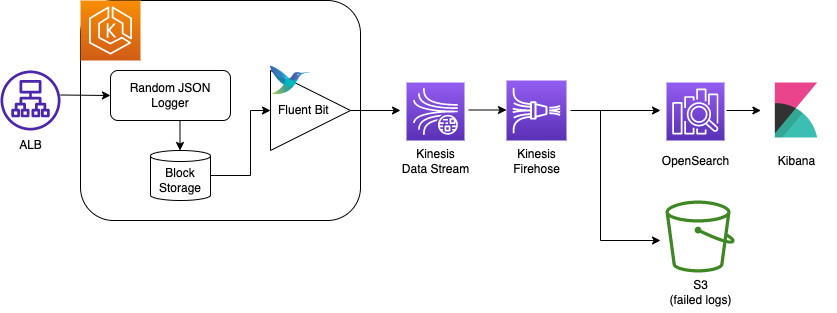 K
Random JSON
Logger
Fluent Bit
Block
Storage
ALB
Kinesis
Data Stream
Kinesis
Firehose
OpenSearch
Kibana
S3
(failed logs)